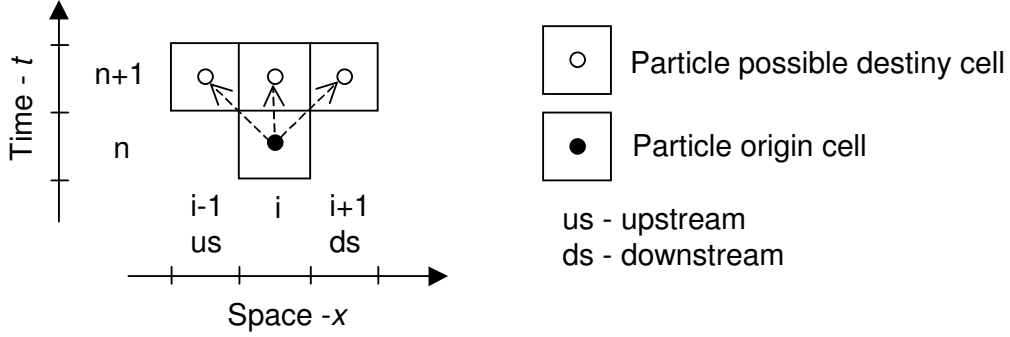 Time - t
n+1
n
i-1
i
i+1
us
ds
Space -x
Particle possible destiny cell
Particle origin cell
us - upstream
ds - downstream